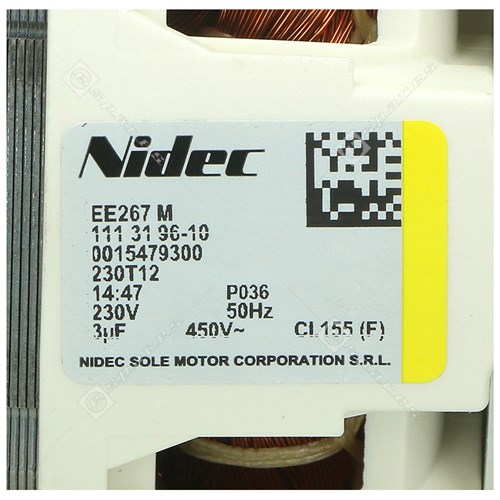 Nidec
EE267 M
111 31 96-10
0015479300
230T12
14:47 P036
230V 50Hz
3µF 450V~ CL155 (F)
NIDEC SOLE MOTOR CORPORATION S.R.L.